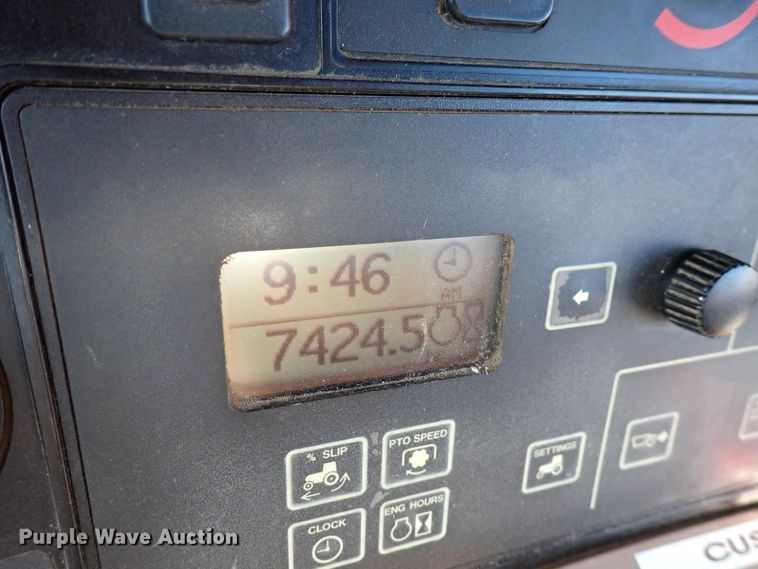 9:46
AM
7424.5
% SLIP
PTO SPEED
SETTINGS
CLOCK
ENG HOURS
CUS
Purple Wave Auction